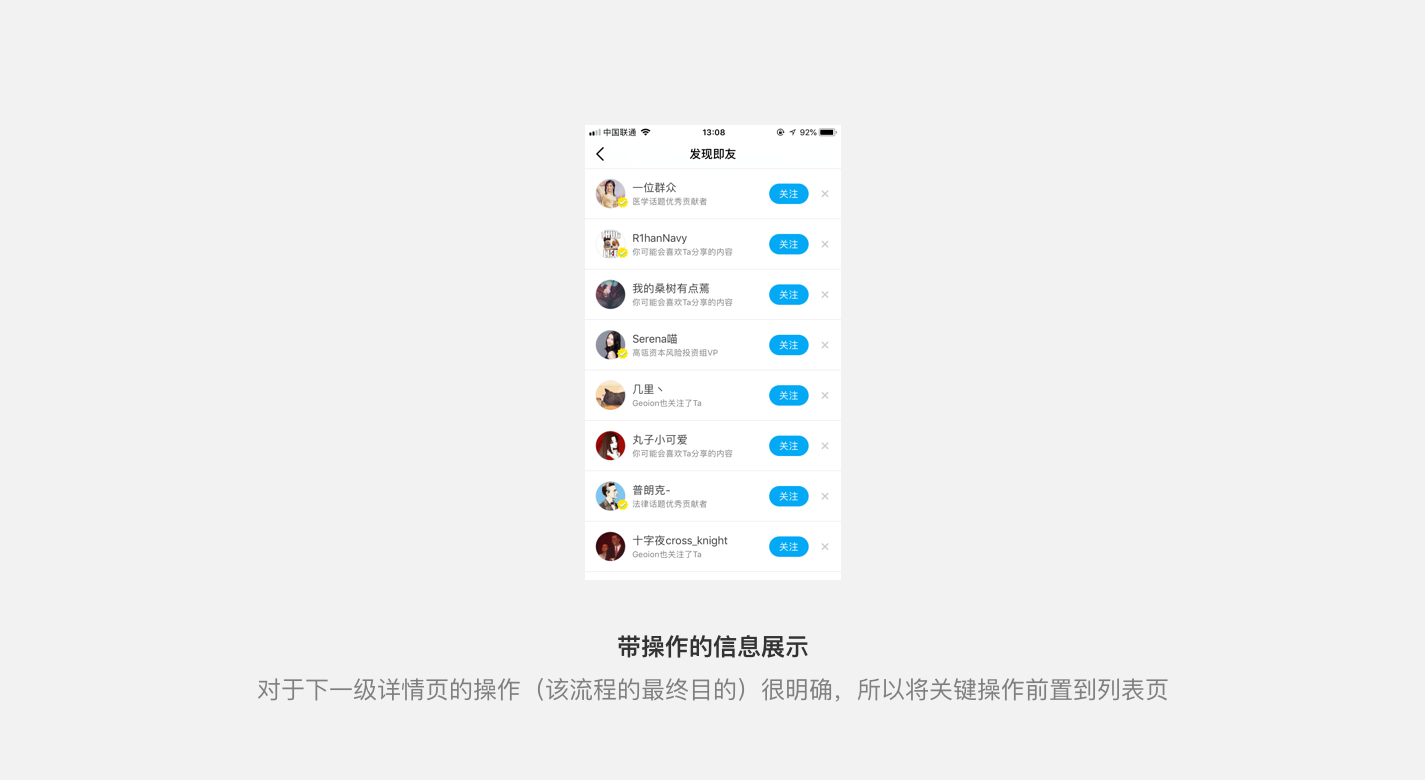 中国联通
13:08
92%
发现即友
一位群众
医学话题优秀贡献者
关注
R1hanNavy
你可能会喜欢Ta分享的内容
关注
我的桑树有点蔫
你可能会喜欢Ta分享的内容
关注
Serena喵
高瓴资本风险投资组VP
关注
几里丶
Geoion也关注了Ta
关注
丸子小可爱
你可能会喜欢Ta分享的内容
关注
普朗克-
法律话题优秀贡献者
关注
十字夜cross_knight
Geoion也关注了Ta
关注
带操作的信息展示
对于下一级详情页的操作（该流程的最终目的）很明确，所以将关键操作前置到列表页